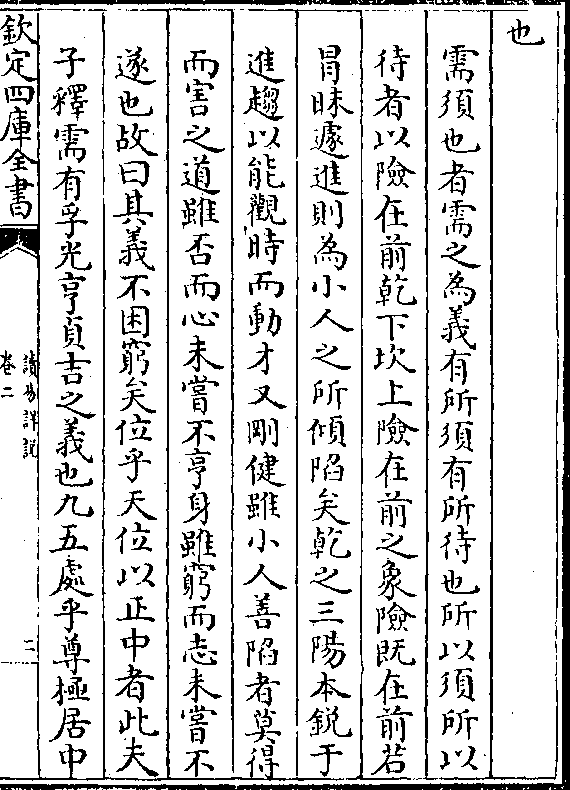 也
需須也者需之為義有所須有所待也所以須所以
待者以險在前乾下坎上險在前之象險既在前若
冐昧遽進則為小人之所傾陷矣乾之三陽本銳于
進趨以能觀時而動才又剛健雖小人善陷者莫得
而害之道雖否而心未嘗不亨身雖窮而志未嘗不
遂也故曰其義不困窮矣位乎天位以正中者此夫
子釋需有孚光亨貞吉之義也九五處乎尊極居中
欽定四庫全書
讀易詳說
卷二
二